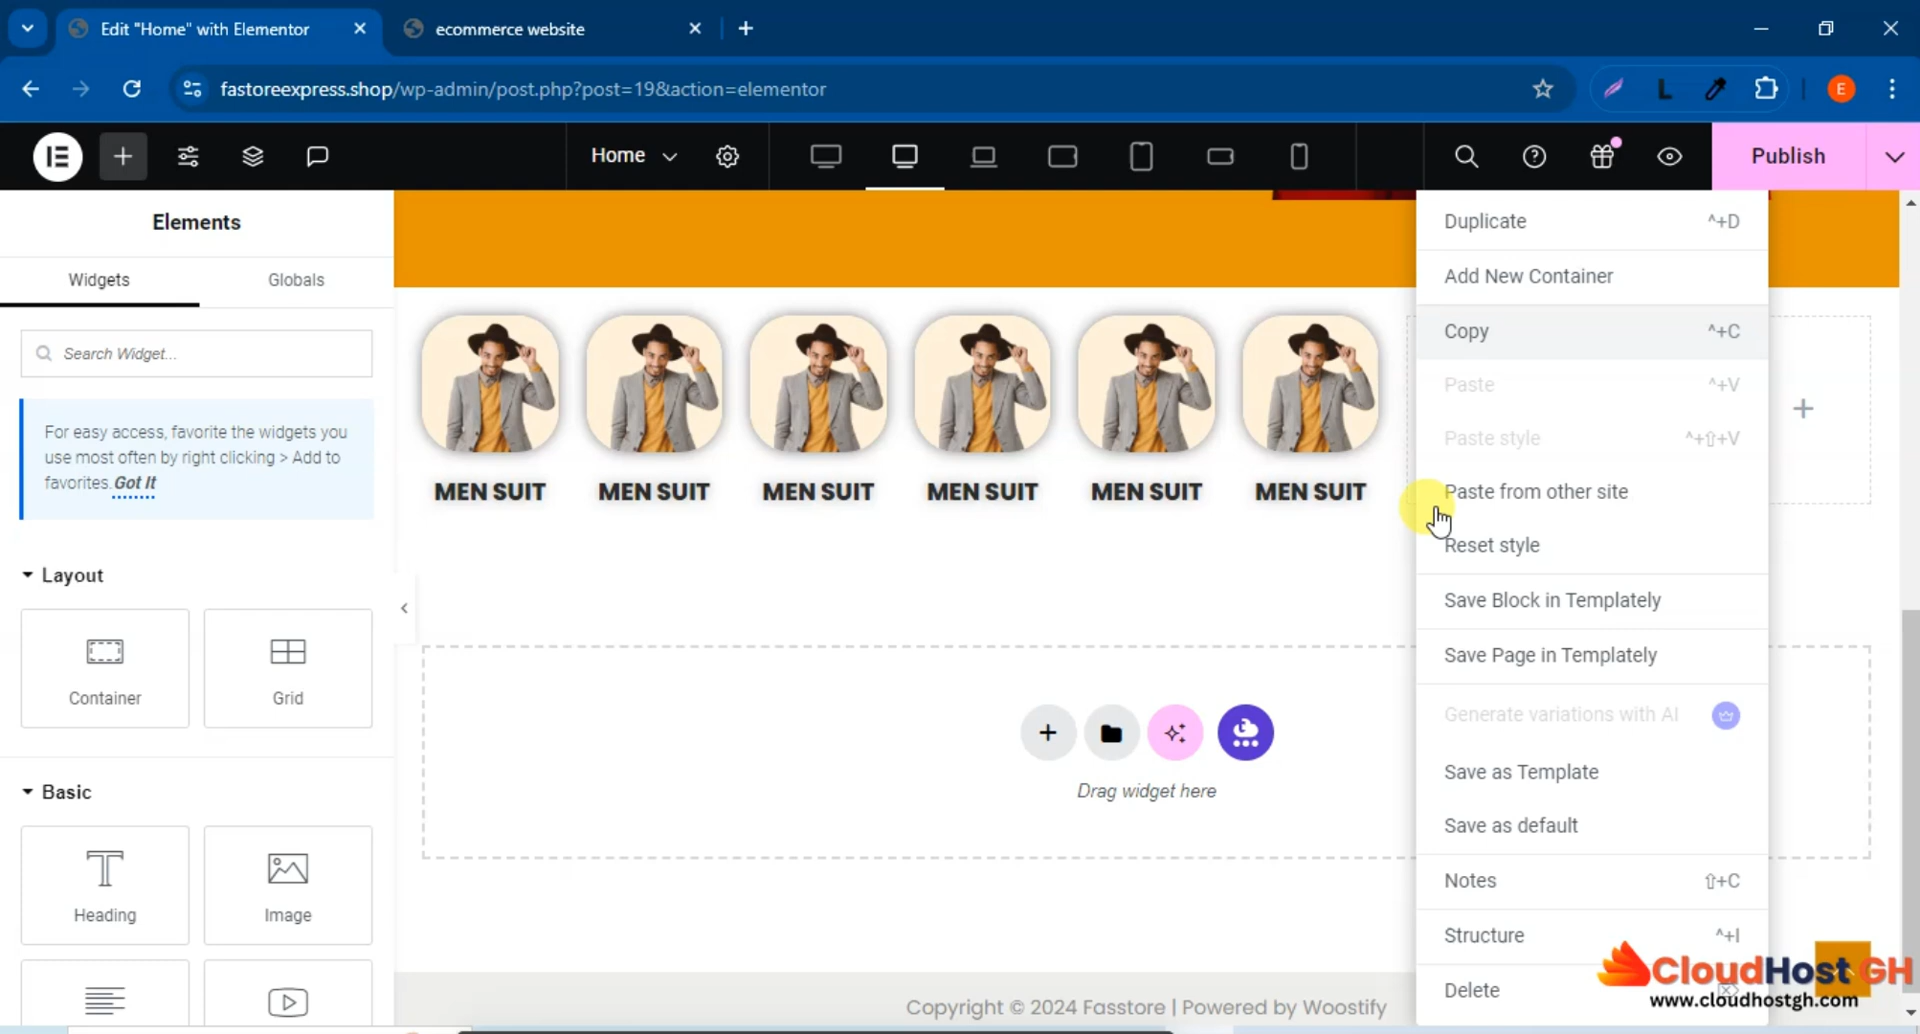 Edit "Home" with Elementor
ecommerce website
fastoreexpress.shop/wp-admin/post.php?post=19&action=elementor
L
E
Home
Publish
Elements
Widgets
Globals
Search Widget...
For easy access, favorite the widgets you
use most often by right clicking > Add to
favorites. Got It
Layout
Container
Grid
Basic
Heading
Image
MEN SUIT
MEN SUIT
MEN SUIT
MEN SUIT
MEN SUIT
MEN SUIT
Drag widget here
Copyright © 2024 Fasstore | Powered by Woostify
Duplicate ^+D
Add New Container
Copy ^+C
Paste ^+V
Paste style ^+⇧+V
Paste from other site
Reset style
Save Block in Templately
Save Page in Templately
Generate variations with AI
Save as Template
Save as default
Notes ⇧+C
Structure ^+I
Delete ⌦
CloudHost GH
www.cloudhostgh.com